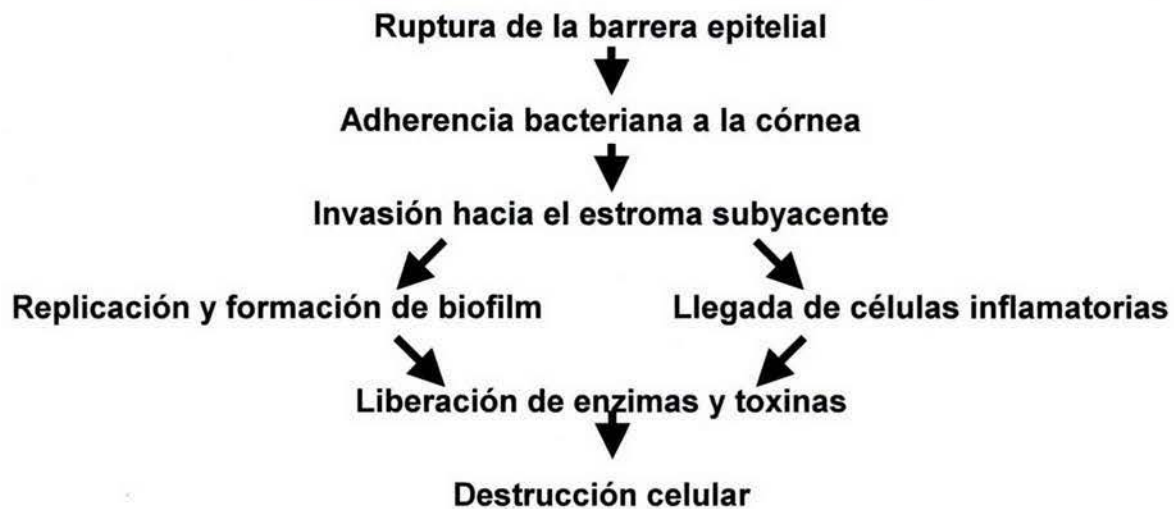 Ruptura de la barrera epitelial
Adherencia bacteriana a la córnea
Invasión hacia el estroma subyacente
Replicación y formación de biofilm
Llegada de células inflamatorias
Liberación de enzimas y toxinas
Destrucción celular